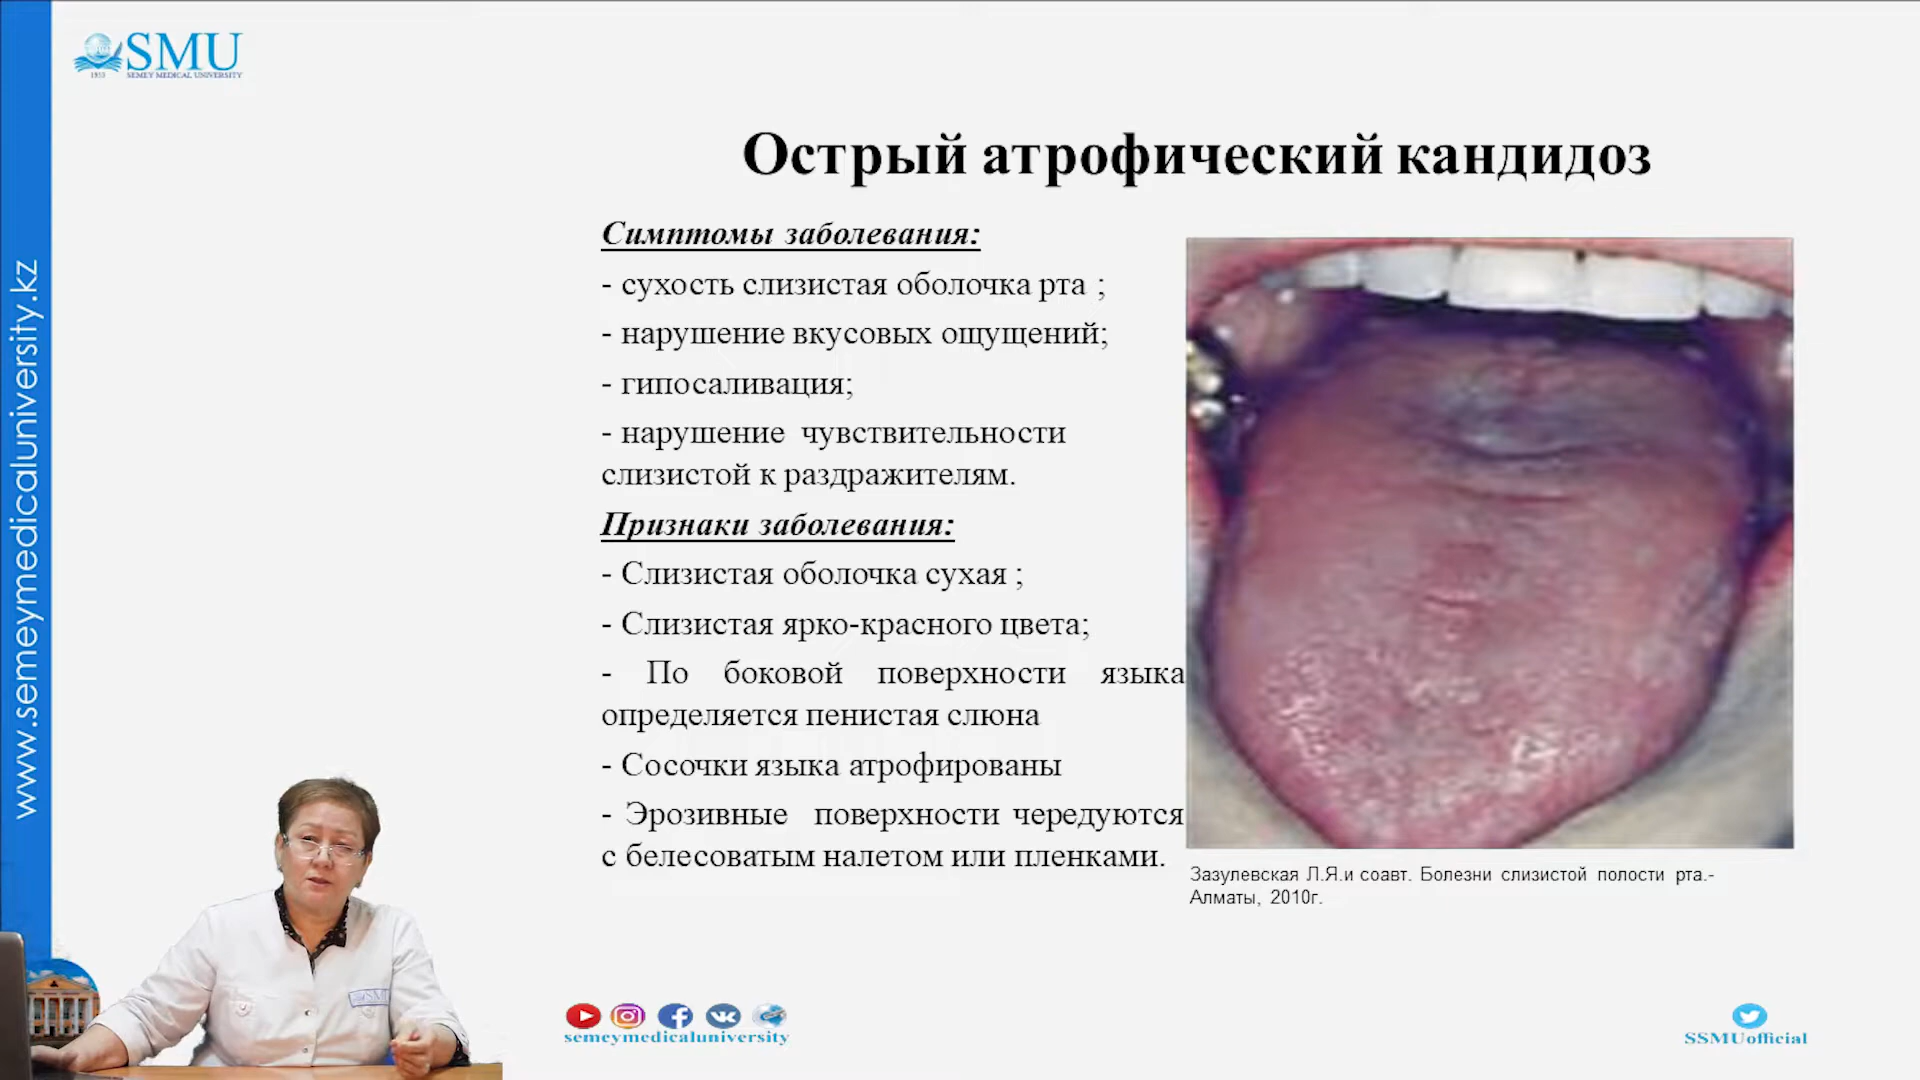 SMU
1953 SEMEY MEDICAL UNIVERSITY
www.semeymedicaluniversity.kz
Острый атрофический кандидоз
Симптомы заболевания:
- сухость слизистая оболочка рта ;
- нарушение вкусовых ощущений;
- гипосаливация;
- нарушение чувствительности
слизистой к раздражителям.
Признаки заболевания:
- Слизистая оболочка сухая ;
- Слизистая ярко-красного цвета;
- По боковой поверхности языка
определяется пенистая слюна
- Сосочки языка атрофированы
- Эрозивные поверхности чередуются
с белесоватым налетом или пленками.
Зазулевская Л.Я.и соавт. Болезни слизистой полости рта.-
Алматы, 2010г.
SMU
semeymedicaluniversity
SSMUofficial